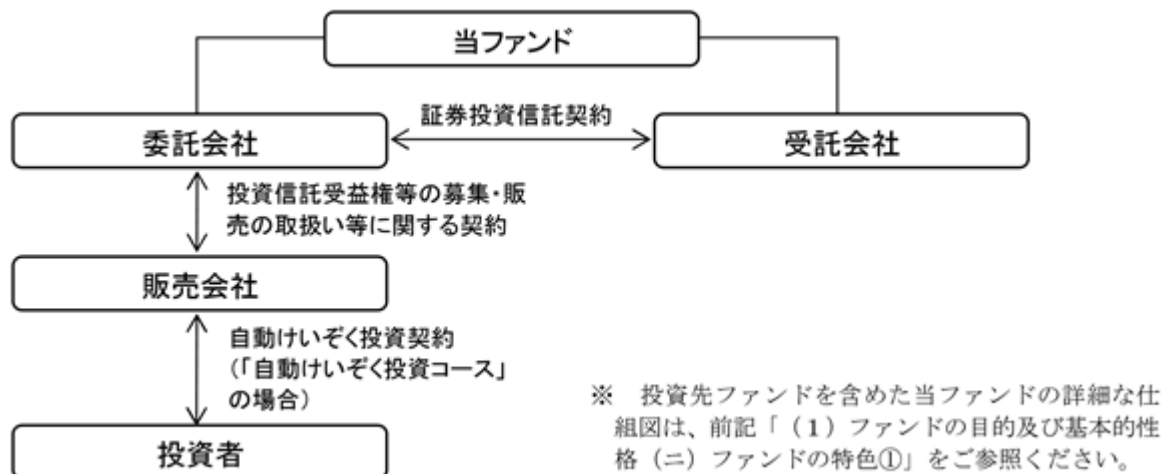 当ファンド
委託会社
証券投資信託契約
受託会社
投資信託受益権等の募集・販
売の取扱い等に関する契約
販売会社
自動けいぞく投資契約
(「自動けいぞく投資コース」
の場合)
投資者
※ 投資先ファンドを含めた当ファンドの詳細な仕
組図は、前記「(1)ファンドの目的及び基本的性
格(ニ)ファンドの特色①」をご参照ください。